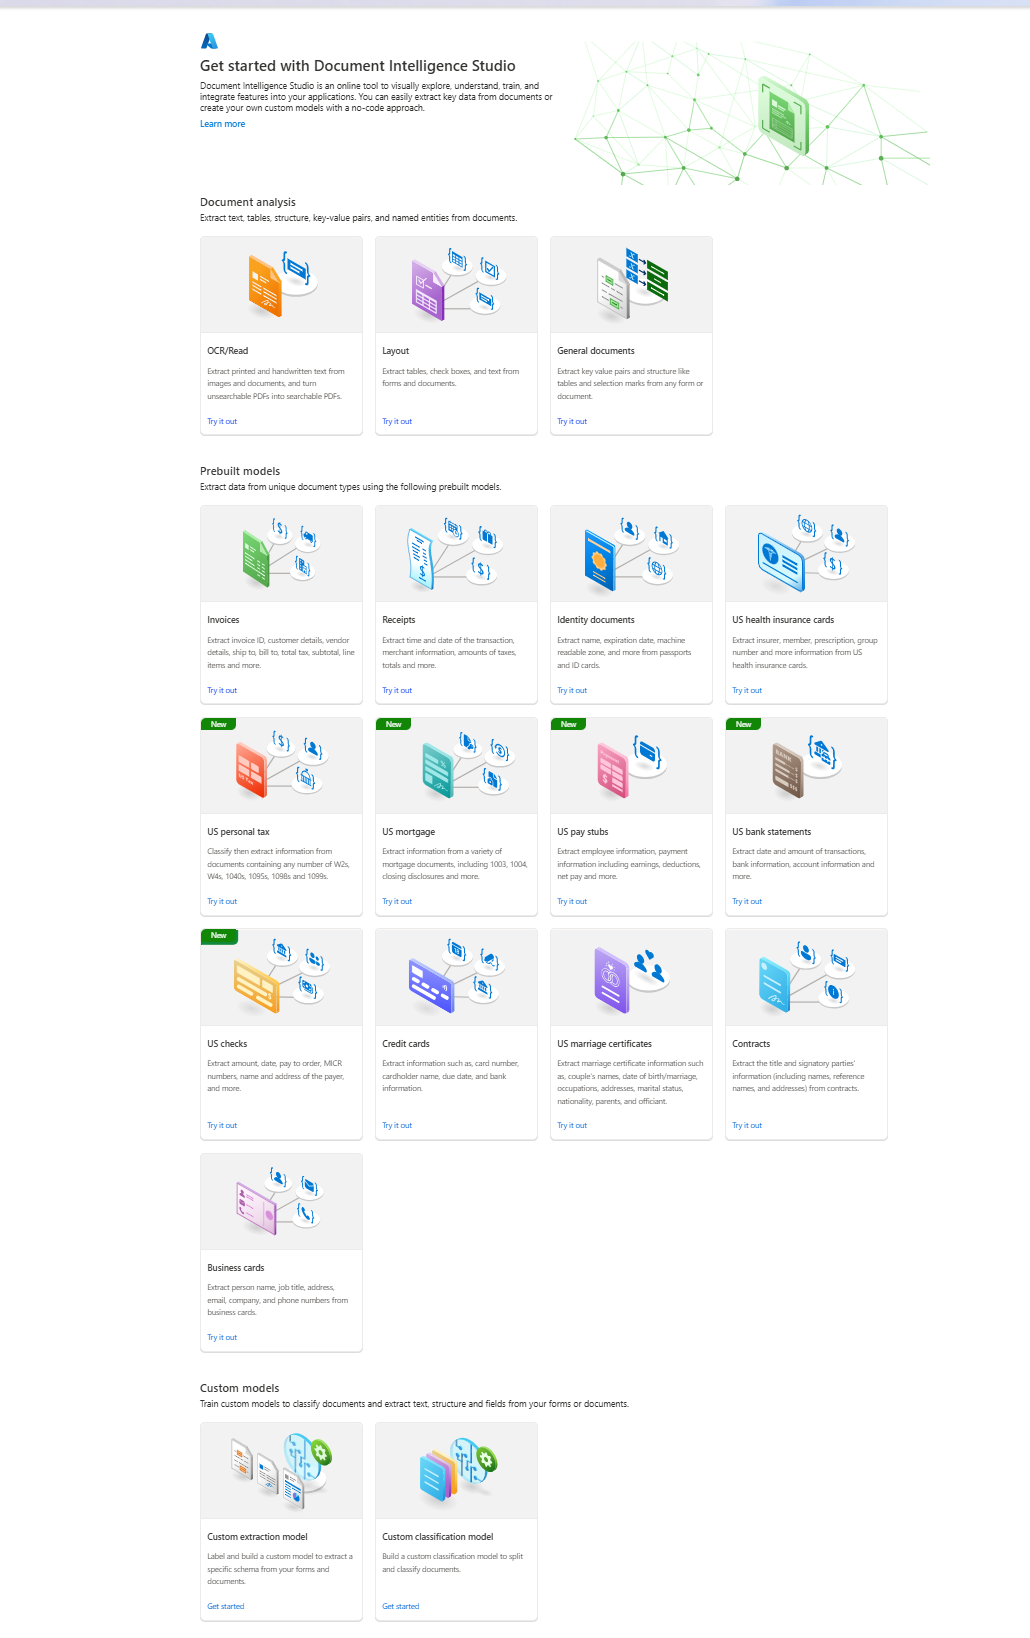 Get started with Document Intelligence Studio
Document Intelligence Studio is an online tool to visually explore, understand, train, and
integrate features into your applications. You can easily extract key data from documents or
create your own custom models with a no-code approach.
Learn more
Document analysis
Extract text, tables, structure, key-value pairs, and named entities from documents.
OCR/Read
Extract printed and handwritten text from
images and documents, and turn
unsearchable PDFs into searchable PDFs.
Try it out
Layout
Extract tables, check boxes, and text from
forms and documents.
Try it out
General documents
Extract key value pairs and structure like
tables and selection marks from any form or
document.
Try it out
Prebuilt models
Extract data from unique document types using the following prebuilt models.
Invoices
Extract invoice ID, customer details, vendor
details, ship to, bill to, total tax, subtotal, line
items and more.
Try it out
Receipts
Extract time and date of the transaction,
merchant information, amounts of taxes,
totals and more.
Try it out
Identity documents
Extract name, expiration date, machine
readable zone, and more from passports
and ID cards.
Try it out
US health insurance cards
Extract insurer, member, prescription, group
number and more information from US
health insurance cards.
Try it out
New
US Tax
US personal tax
Classify then extract information from
documents containing any number of W2s,
W4s, 1040s, 1095s, 1098s and 1099s.
Try it out
New
US mortgage
Extract information from a variety of
mortgage documents, including 1003, 1004,
closing disclosures and more.
Try it out
New
US pay stubs
Extract employee information, payment
information including earnings, deductions,
net pay and more.
Try it out
New
BANK
US bank statements
Extract date and amount of transactions,
bank information, account information and
more.
Try it out
New
US checks
Extract amount, date, pay to order, MICR
numbers, name and address of the payer,
and more.
Try it out
Credit cards
Extract information such as, card number,
cardholder name, due date, and bank
information.
Try it out
US marriage certificates
Extract marriage certificate information such
as, couple's names, date of birth/marriage,
occupations, addresses, marital status,
nationality, parents, and officiant.
Try it out
Contracts
Extract the title and signatory parties'
information (including names, reference
names, and addresses) from contracts.
Try it out
Business cards
Extract person name, job title, address,
email, company, and phone numbers from
business cards.
Try it out
Custom models
Train custom models to classify documents and extract text, structure and fields from your forms or documents.
Custom extraction model
Label and build a custom model to extract a
specific schema from your forms and
documents.
Get started
Custom classification model
Build a custom classification model to split
and classify documents.
Get started